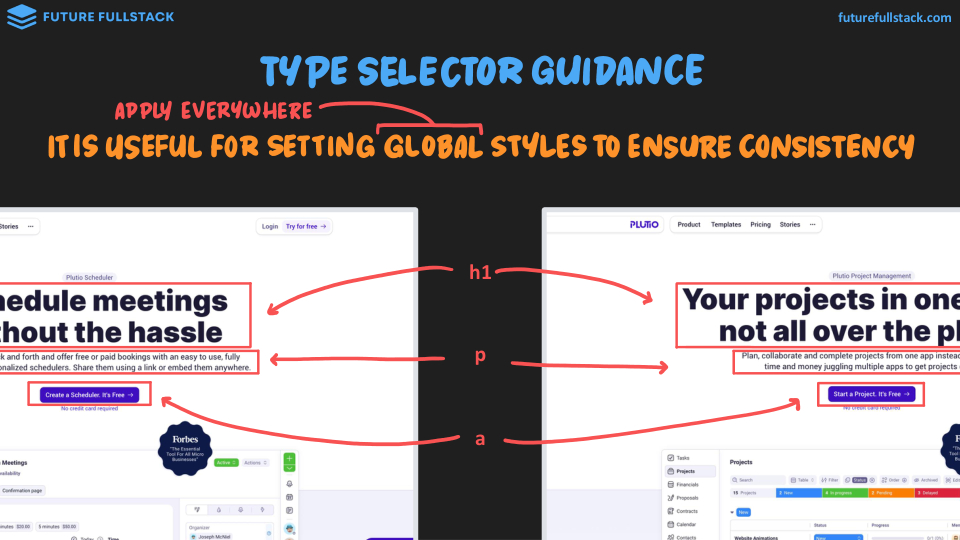 FUTURE FULLSTACK
futurefullstack.com
TYPE SELECTOR GUIDANCE
APPLY EVERYWHERE
IT IS USEFUL FOR SETTING GLOBAL STYLES TO ENSURE CONSISTENCY
Stories ···
Login Try for free →
Plutio Scheduler
hedule meetings
hout the hassle
k and forth and offer free or paid bookings with an easy to use, fully
onalized schedulers. Share them using a link or embed them anywhere.
Create a Scheduler. It's Free →
No credit card required
Forbes
"The Essential
Tool For All Micro
Businesses"
Meetings
Active
Actions
ailability
Confirmation page
minutes $50.00
5 minutes $50.00
Today
Time
Organizer
Joseph McNiel
h1
p
a
PLUTIO
Product Templates Pricing Stories ···
Plutio Project Management
Your projects in one
not all over the pl
Plan, collaborate and complete projects from one app instead
time and money juggling multiple apps to get projects
Start a Project. It's Free →
No credit card required
Tasks
Projects
Financials
Proposals
Contracts
Calendar
Contacts
Projects
Search
Table
Filter
Status
Order
Archived
15 Projects
2 New
6 In progress
2 Pending
3 Delayed
New
Status
Progress
Website Animations
New